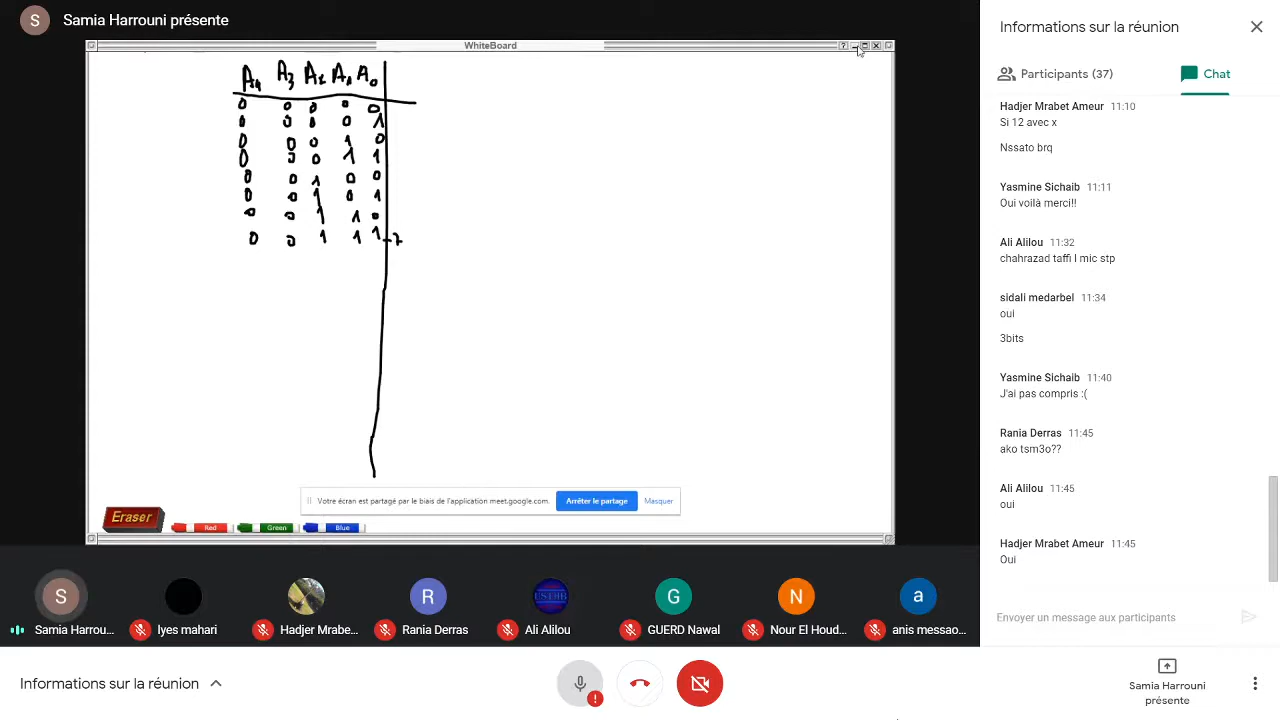 S Samia Harrouni présente
WhiteBoard
?
A4 A3 A2 A1 A0
0 0 0 0 0
0 0 0 0 1
0 0 0 1 0
0 0 0 1 1
0 0 1 0 0
0 0 1 0 1
0 0 1 1 0
0 0 1 1 1 - 7
Votre écran est partagé par le biais de l'application meet.google.com. Arrêter le partage Masquer
Eraser Red Green Blue
S Samia Harrou...
lyes mahari
Hadjer Mrabe...
R Rania Derras
USTHB Ali Alilou
G GUERD Nawal
N Nour El Houd...
a anis messao...
Informations sur la réunion
Participants (37) Chat
Hadjer Mrabet Ameur 11:10
Si 12 avec x
Nssato brq
Yasmine Sichaib 11:11
Oui voilà merci!!
Ali Alilou 11:32
chahrazad taffi l mic stp
sidali medarbel 11:34
oui
3bits
Yasmine Sichaib 11:40
J'ai pas compris :(
Rania Derras 11:45
ako tsm3o??
Ali Alilou 11:45
oui
Hadjer Mrabet Ameur 11:45
Oui
Envoyer un message aux participants
Informations sur la réunion
!
Samia Harrouni
présente